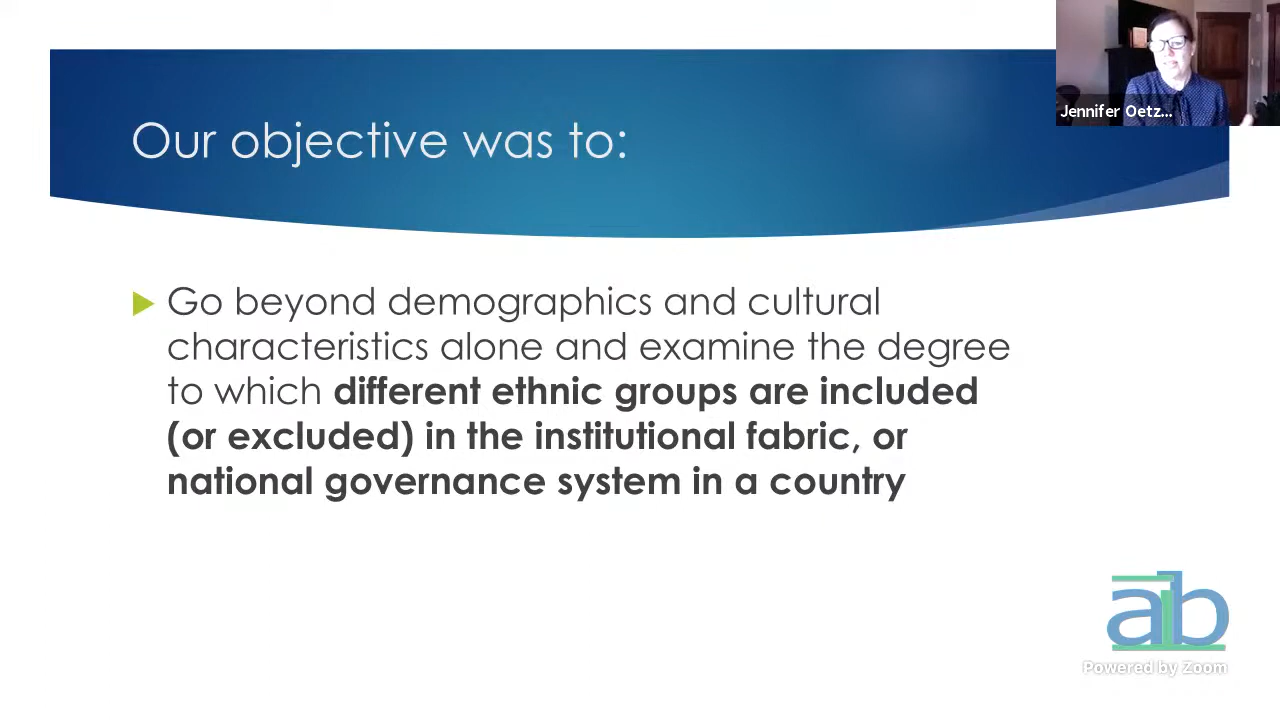 Jennifer Oetz...
Our objective was to:
Go beyond demographics and cultural
characteristics alone and examine the degree
to which different ethnic groups are included
(or excluded) in the institutional fabric, or
national governance system in a country
aib
Powered by Zoom